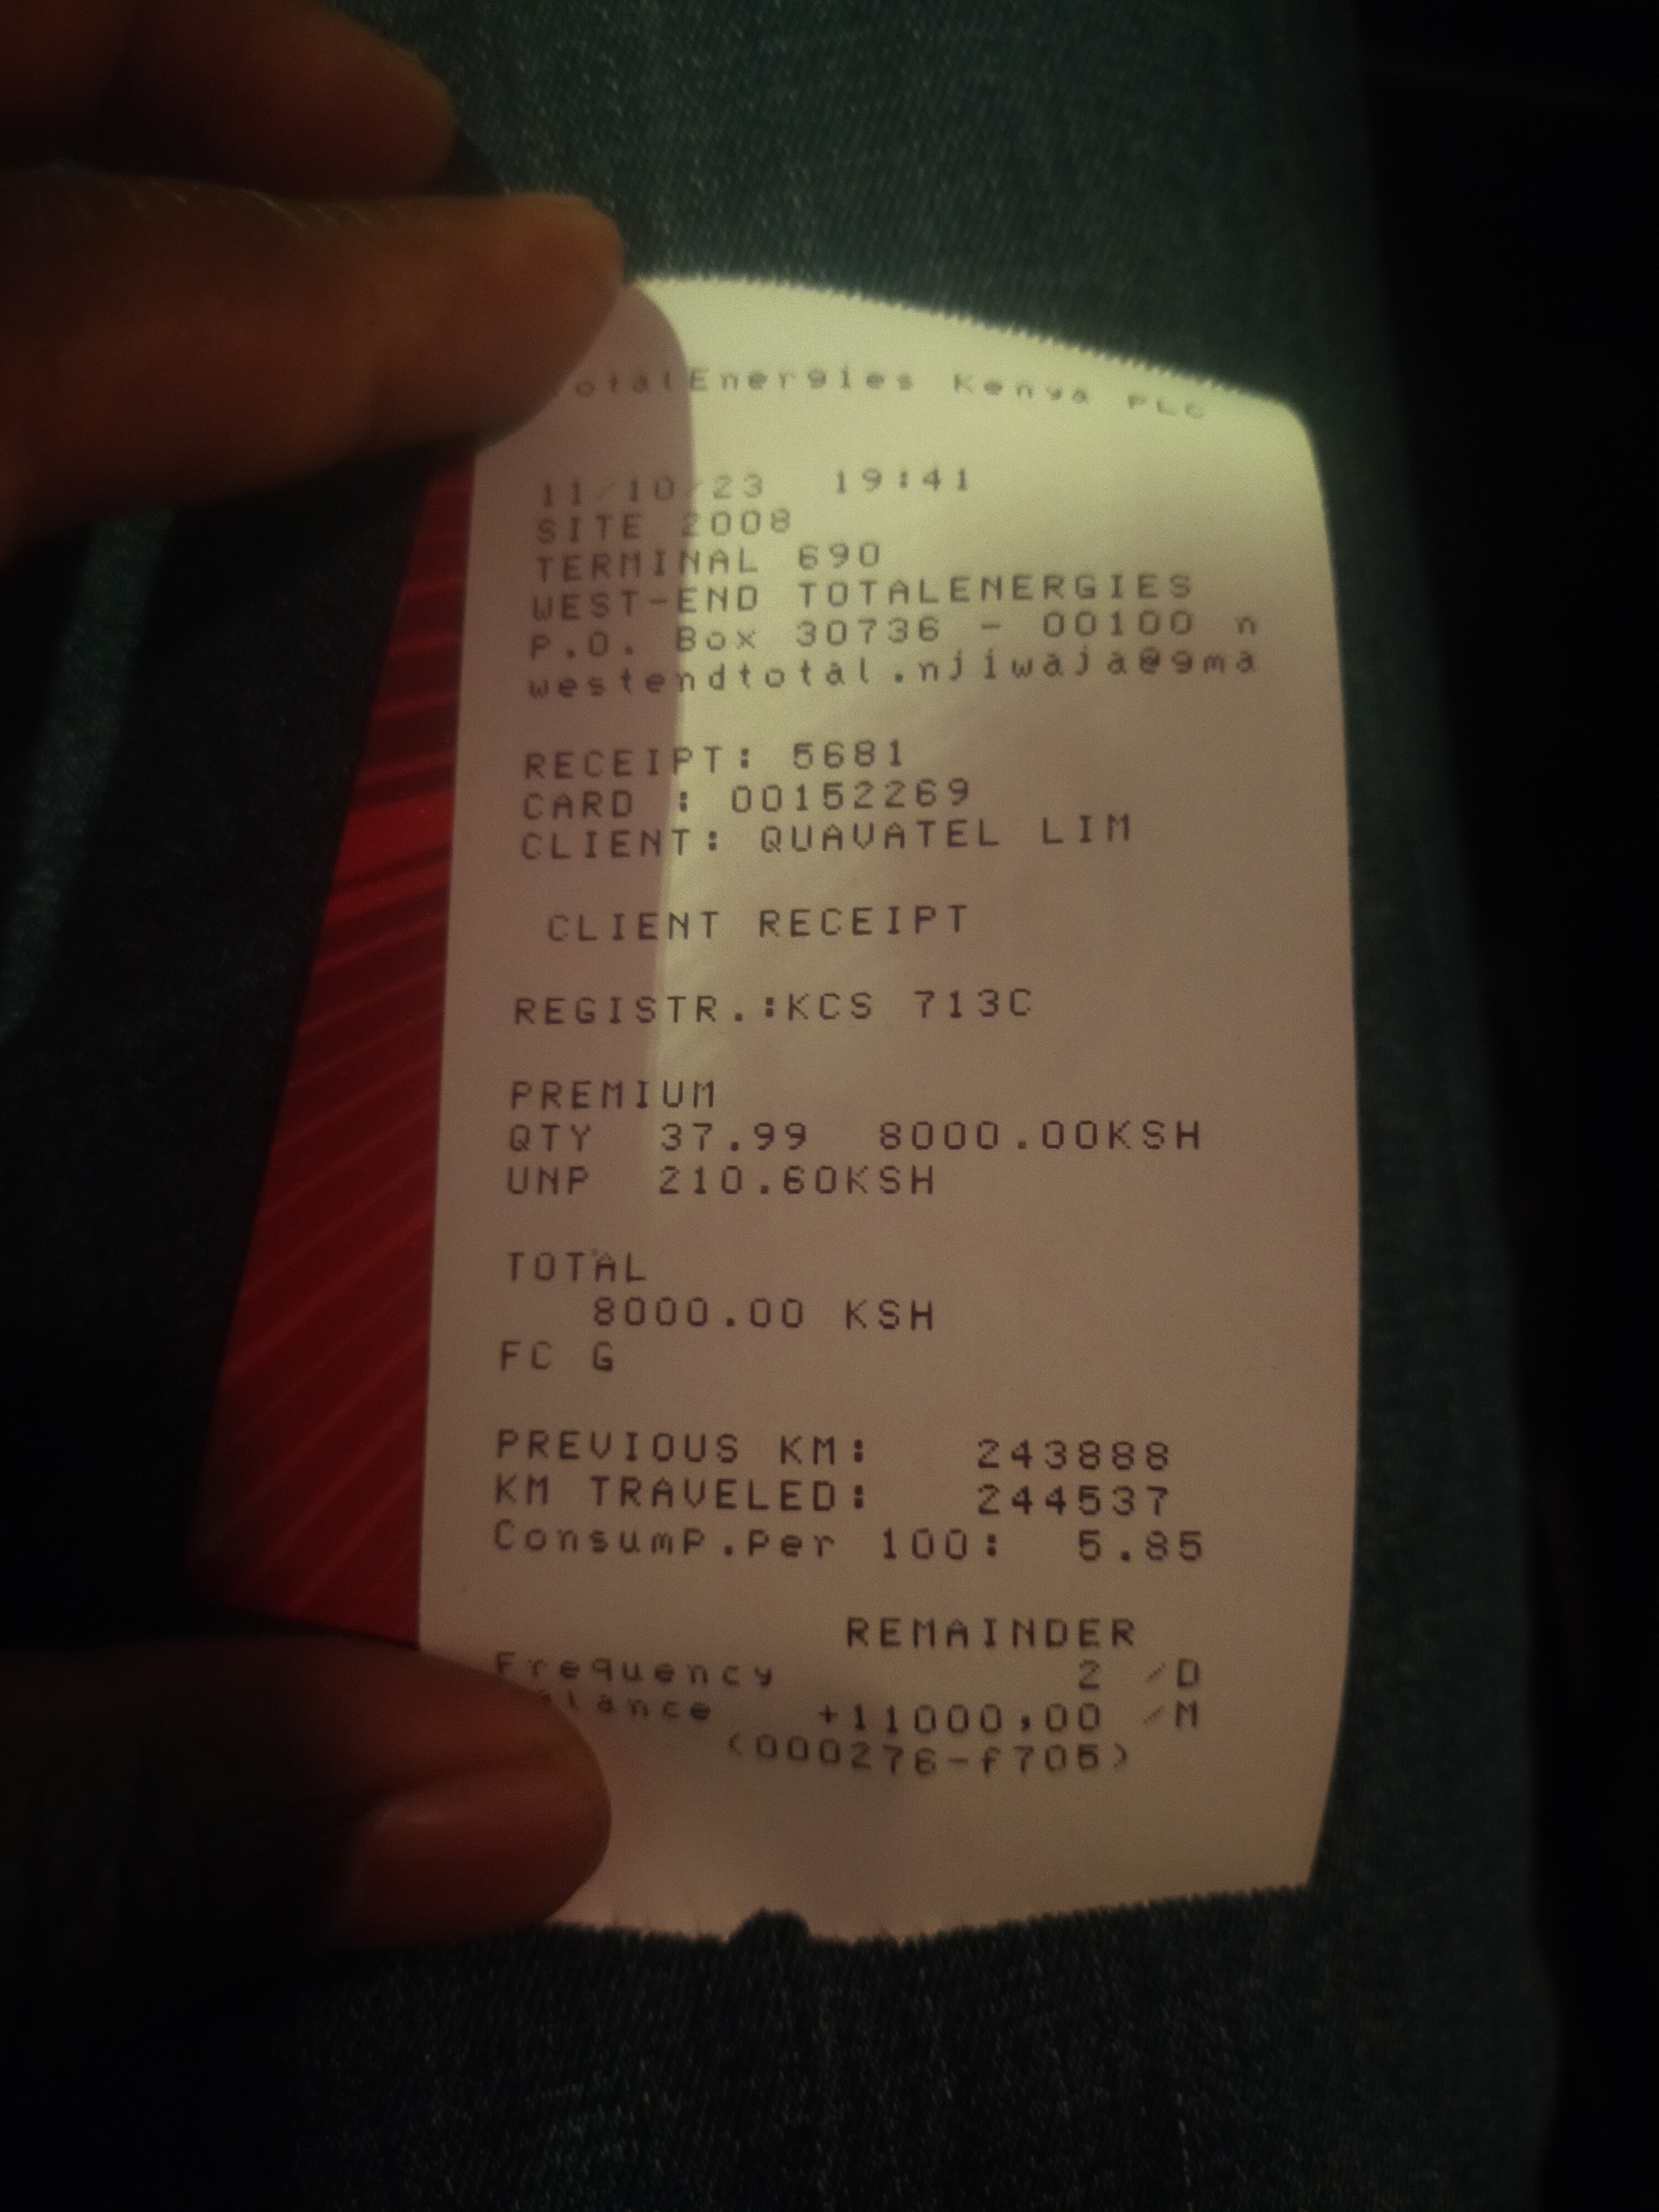 TotalEnergies Kenya PLC
11/10/23 19:41
SITE 2008
TERMINAL 690
WEST-END TOTALENERGIES
P.O. Box 30736 - 00100 n
westendtotal.njiwaja@gma
RECEIPT: 5681
CARD : 00152269
CLIENT: QUAVATEL LIM
CLIENT RECEIPT
REGISTR.:KCS 713C
PREMIUM
QTY 37.99 8000.00KSH
UNP 210.60KSH
TOTAL
8000.00 KSH
FC G
PREVIOUS KM: 243888
KM TRAVELED: 244537
Consump.Per 100: 5.85
REMAINDER
Frequency 2 /D
alance +11000,00 /M
(000276-f705)